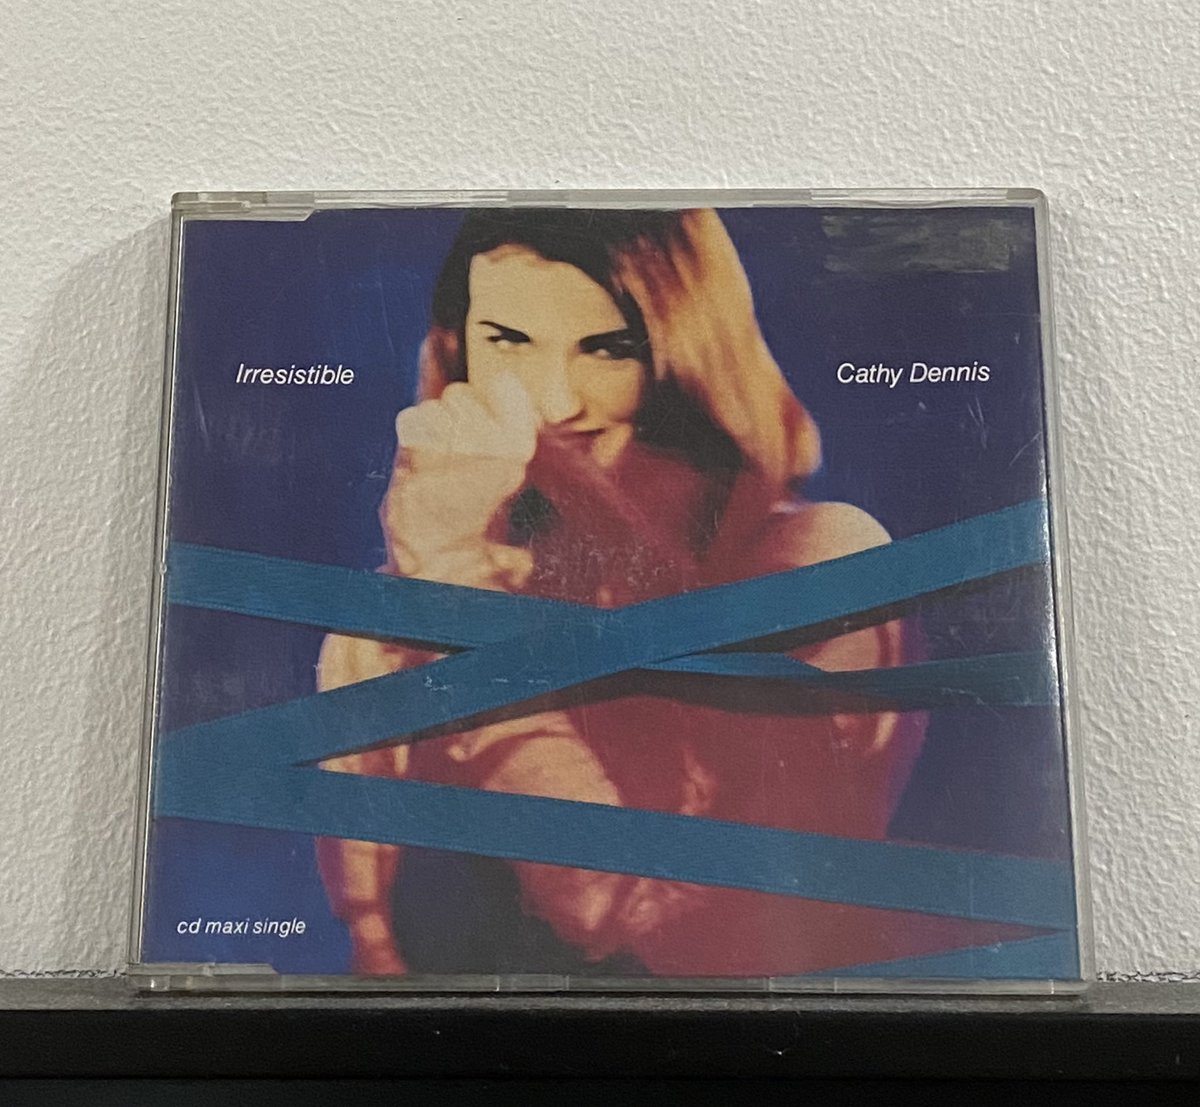 Irresistible
Cathy Dennis
cd maxi single